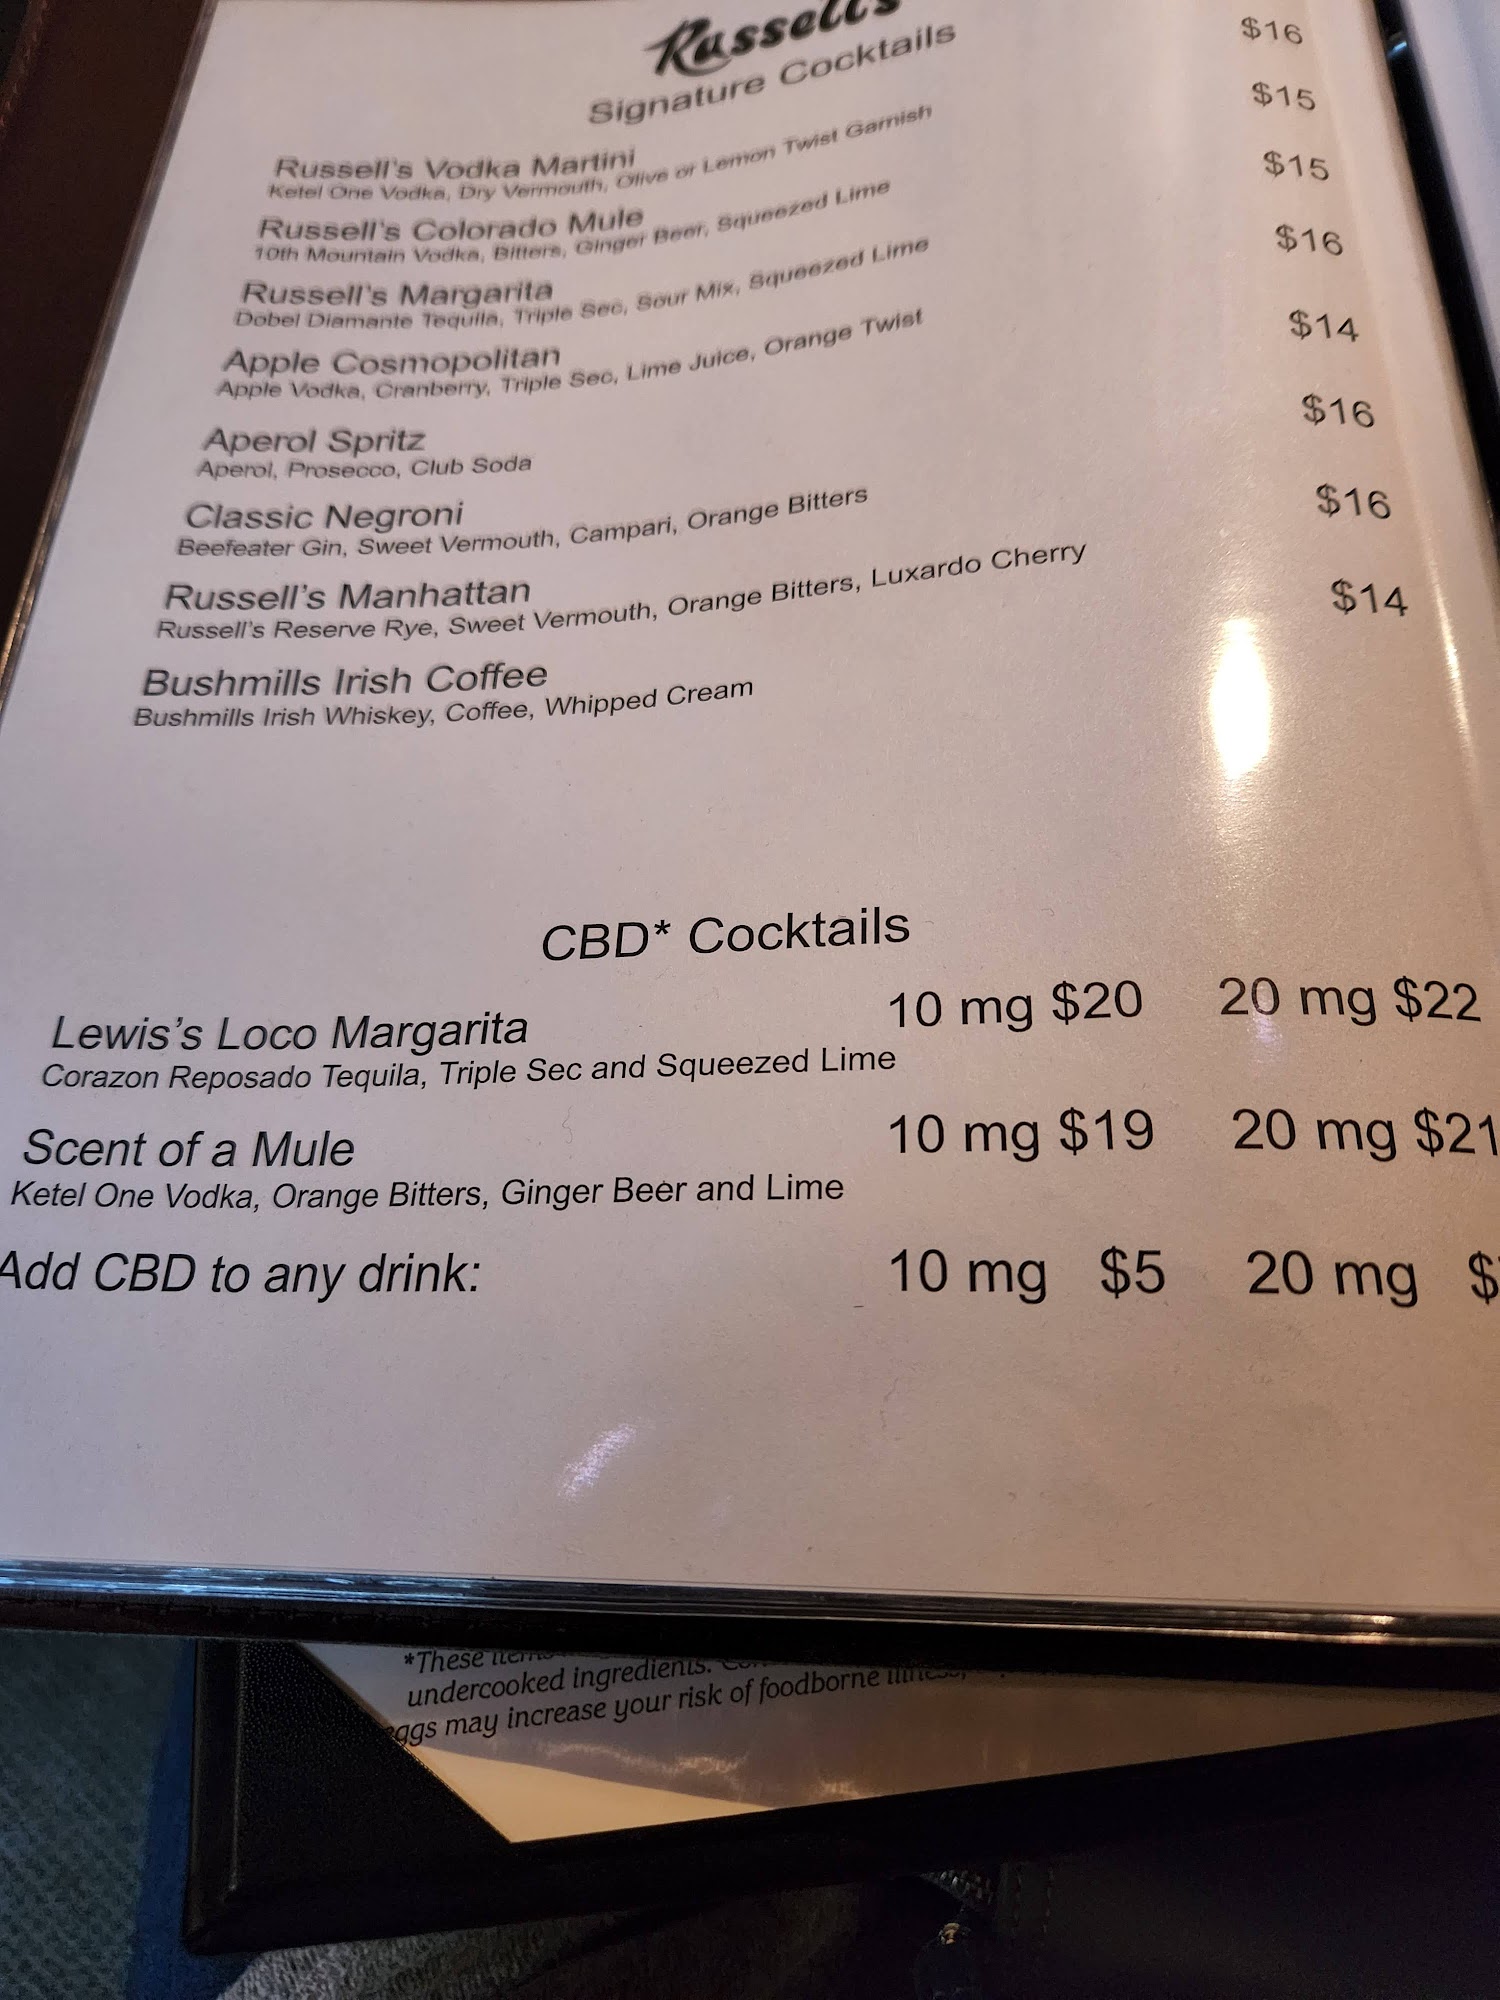 Russell's
Signature Cocktails
Russell's Vodka Martini $16
Ketel One Vodka, Dry Vermouth, Olive or Lemon Twist Garnish
Russell's Colorado Mule $15
10th Mountain Vodka, Bitters, Ginger Beer, Squeezed Lime
Russell's Margarita $15
Dobel Diamante Tequila, Triple Sec, Sour Mix, Squeezed Lime
Apple Cosmopolitan $16
Apple Vodka, Cranberry, Triple Sec, Lime Juice, Orange Twist
Aperol Spritz $14
Aperol, Prosecco, Club Soda
Classic Negroni $16
Beefeater Gin, Sweet Vermouth, Campari, Orange Bitters
Russell's Manhattan $16
Russell's Reserve Rye, Sweet Vermouth, Orange Bitters, Luxardo Cherry
Bushmills Irish Coffee $14
Bushmills Irish Whiskey, Coffee, Whipped Cream
CBD* Cocktails
Lewis's Loco Margarita 10 mg $20 20 mg $22
Corazon Reposado Tequila, Triple Sec and Squeezed Lime
Scent of a Mule 10 mg $19 20 mg $21
Ketel One Vodka, Orange Bitters, Ginger Beer and Lime
Add CBD to any drink: 10 mg $5 20 mg $
*These
undercooked ingredients.
eggs may increase your risk of foodborne